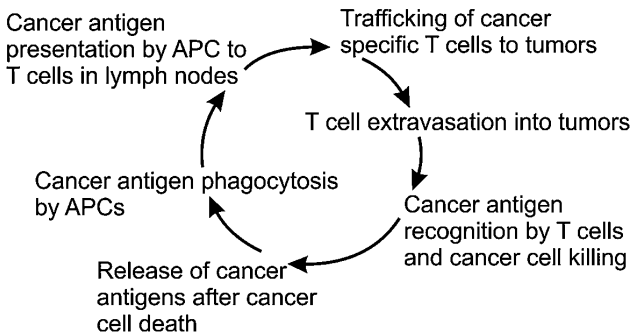 Cancer antigen
presentation by APC to
T cells in lymph nodes
Trafficking of cancer
specific T cells to tumors
T cell extravasation into tumors
Cancer antigen
recognition by T cells
and cancer cell killing
Release of cancer
antigens after cancer
cell death
Cancer antigen phagocytosis
by APCs